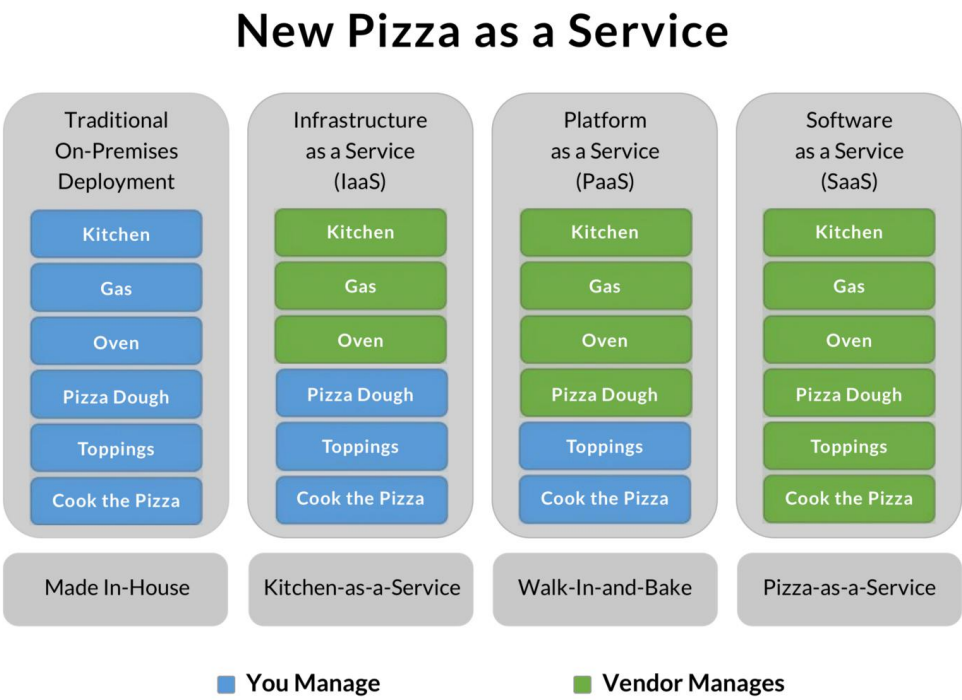 New Pizza as a Service
Traditional
On-Premises
Deployment
Kitchen
Gas
Oven
Pizza Dough
Toppings
Cook the Pizza
Made In-House
Infrastructure
as a Service
(IaaS)
Kitchen
Gas
Oven
Pizza Dough
Toppings
Cook the Pizza
Kitchen-as-a-Service
Platform
as a Service
(PaaS)
Kitchen
Gas
Oven
Pizza Dough
Toppings
Cook the Pizza
Walk-In-and-Bake
Software
as a Service
(SaaS)
Kitchen
Gas
Oven
Pizza Dough
Toppings
Cook the Pizza
Pizza-as-a-Service
You Manage
Vendor Manages